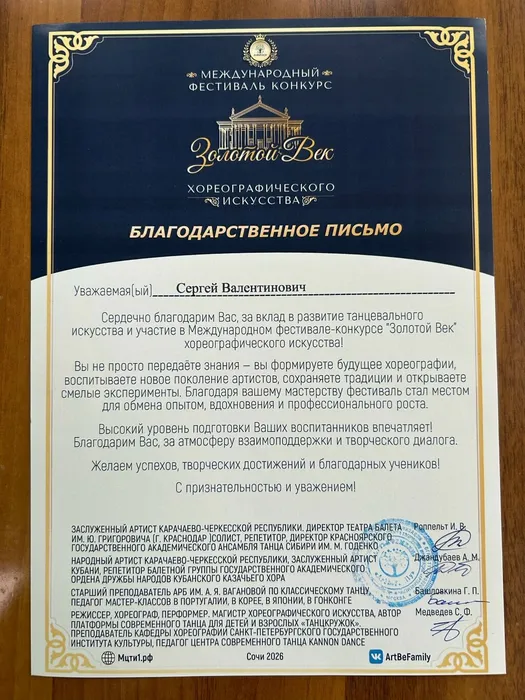 МЕЖДУНАРОДНЫЙ
ФЕСТИВАЛЬ КОНКУРС
Золотой Век
ХОРЕОГРАФИЧЕСКОГО
ИСКУССТВА
БЛАГОДАРСТВЕННОЕ ПИСЬМО
Уважаемая(ый) Сергей Валентинович
Сердечно благодарим Вас, за вклад в развитие танцевального
искусства и участие в Международном фестивале-конкурсе "Золотой Век"
хореографического искусства!
Вы не просто передаёте знания — вы формируете будущее хореографии,
воспитываете новое поколение артистов, сохраняете традиции и открываете
смелые эксперименты. Благодаря вашему мастерству фестиваль стал местом
для обмена опытом, вдохновения и профессионального роста.
Высокий уровень подготовки Ваших воспитанников впечатляет!
Благодарим Вас, за атмосферу взаимоподдержки и творческого диалога.
Желаем успехов, творческих достижений и благодарных учеников!
С признательностью и уважением!
ЗАСЛУЖЕННЫЙ АРТИСТ КАРАЧАЕВО-ЧЕРКЕССКОЙ РЕСПУБЛИКИ. ДИРЕКТОР ТЕАТРА БАЛЕТА Роппельт И. В.
ИМ. Ю. ГРИГОРОВИЧА (Г. КРАСНОДАР )СОЛИСТ, РЕПЕТИТОР, ДИРЕКТОР КРАСНОЯРСКОГО
ГОСУДАРСТВЕННОГО АКАДЕМИЧЕСКОГО АНСАМБЛЯ ТАНЦА СИБИРИ ИМ. М. ГОДЕНКО
НАРОДНЫЙ АРТИСТ КАРАЧАЕВО-ЧЕРКЕССКОЙ РЕСПУБЛИКИ, ЗАСЛУЖЕННЫЙ АРТИСТ Джандубаев А. М.
КУБАНИ, РЕПЕТИТОР БАЛЕТНОЙ ГРУППЫ ГОСУДАРСТВЕННОГО АКАДЕМИЧЕСКОГО
ОРДЕНА ДРУЖБЫ НАРОДОВ КУБАНСКОГО КАЗАЧЬЕГО ХОРА
СТАРШИЙ ПРЕПОДАВАТЕЛЬ АРБ ИМ. А. Я. ВАГАНОВОЙ ПО КЛАССИЧЕСКОМУ ТАНЦУ, Башловкина Г. П.
ПЕДАГОГ МАСТЕР-КЛАССОВ В ПОРТУГАЛИИ, В КОРЕЕ, В ЯПОНИИ, В ГОНКОНГЕ
РЕЖИССЕР, ХОРЕОГРАФ, ПЕРФОРМЕР. МАГИСТР ХОРЕОГРАФИЧЕСКОГО ИСКУССТВА, АВТОР Медведев С. Ф.
ПЛАТФОРМЫ СОВРЕМЕННОГО ТАНЦА ДЛЯ ДЕТЕЙ И ВЗРОСЛЫХ «ТАНЦКРУЖОК».
ПРЕПОДАВАТЕЛЬ КАФЕДРЫ ХОРЕОГРАФИИ САНКТ-ПЕТЕРБУРГСКОГО ГОСУДАРСТВЕННОГО
ИНСТИТУТА КУЛЬТУРЫ, ПЕДАГОГ ЦЕНТРА СОВРЕМЕННОГО ТАНЦА KANNON DANCE
Мцти1.рф Сочи 2026 ArtBeFamily